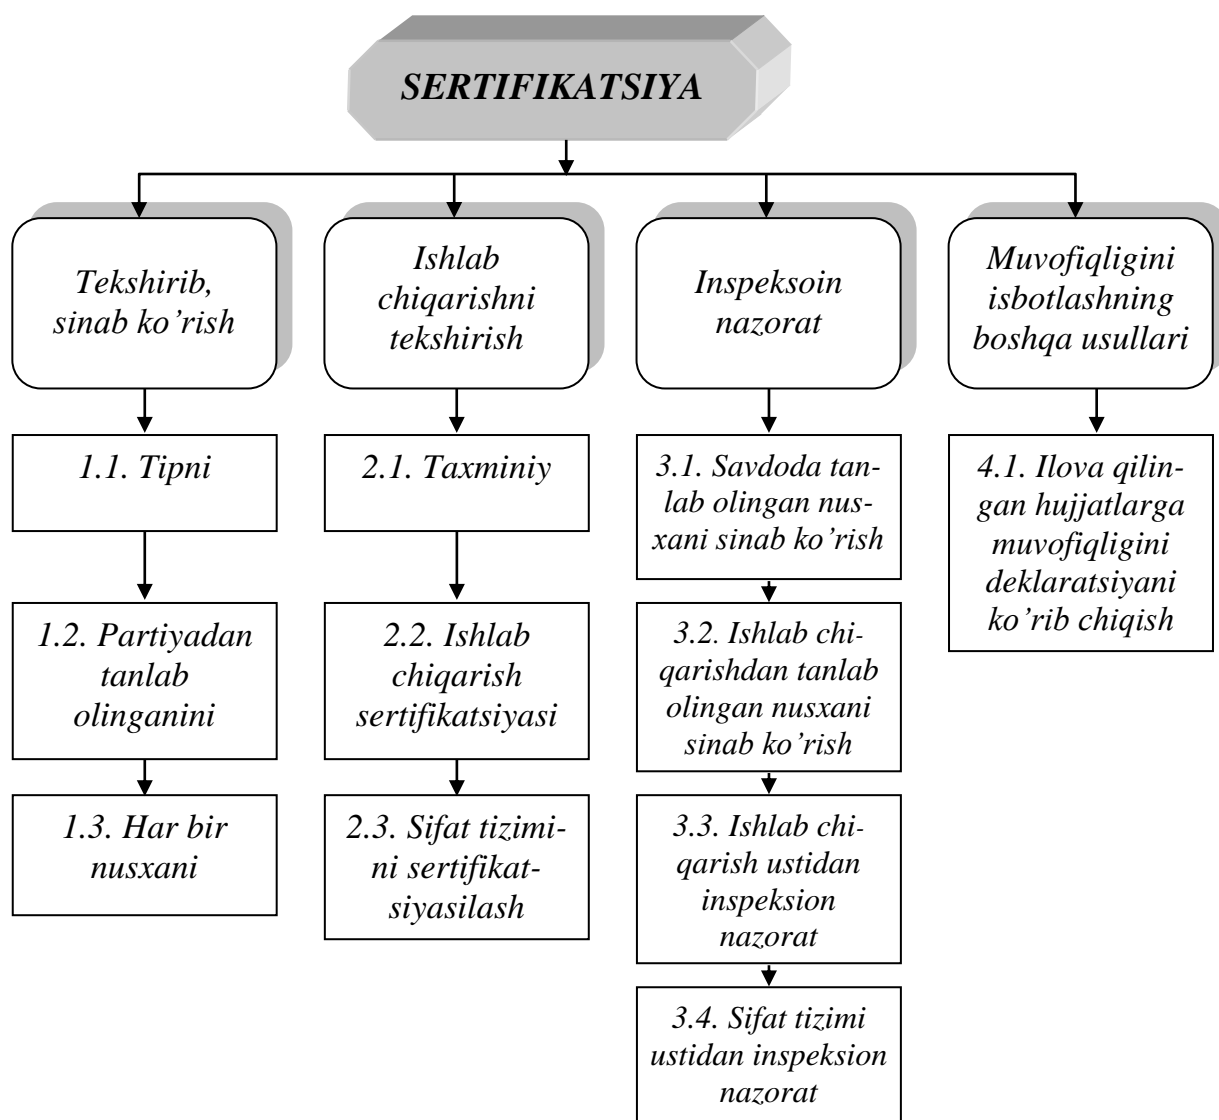 SERTIFIKATSIYA
Tekshirib,
sinab ko’rish
Ishlab
chiqarishni
tekshirish
Inspeksoin
nazorat
Muvofiqligini
isbotlashning
boshqa usullari
1.1. Tipni
2.1. Taxminiy
3.1. Savdoda tan-
lab olingan nus-
xani sinab ko’rish
4.1. Ilova qilin-
gan hujjatlarga
muvofiqligini
deklaratsiyani
ko’rib chiqish
1.2. Partiyadan
tanlab
olinganini
2.2. Ishlab
chiqarish
sertifikatsiyasi
3.2. Ishlab chi-
qarishdan tanlab
olingan nusxani
sinab ko’rish
1.3. Har bir
nusxani
2.3. Sifat tizimi-
ni sertifikat-
siyasilash
3.3. Ishlab chi-
qarish ustidan
inspeksion
nazorat
3.4. Sifat tizimi
ustidan inspeksion
nazorat